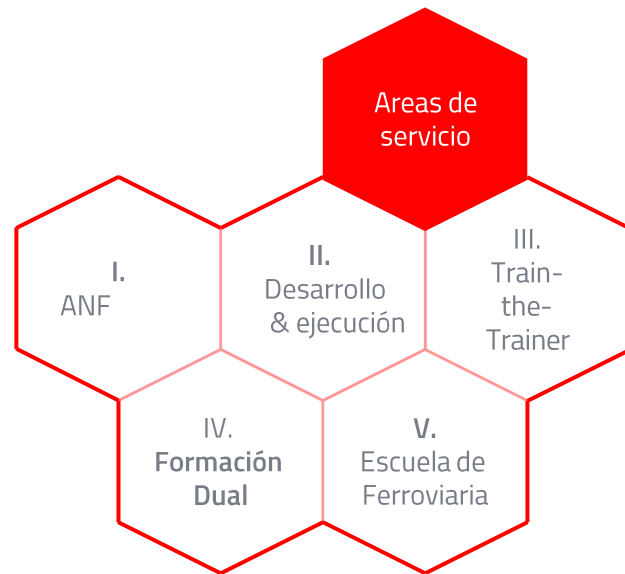 Areas de
servicio
I.
ANF
II.
Desarrollo
& ejecución
III.
Train-
the-
Trainer
IV.
Formación
Dual
V.
Escuela de
Ferroviaria